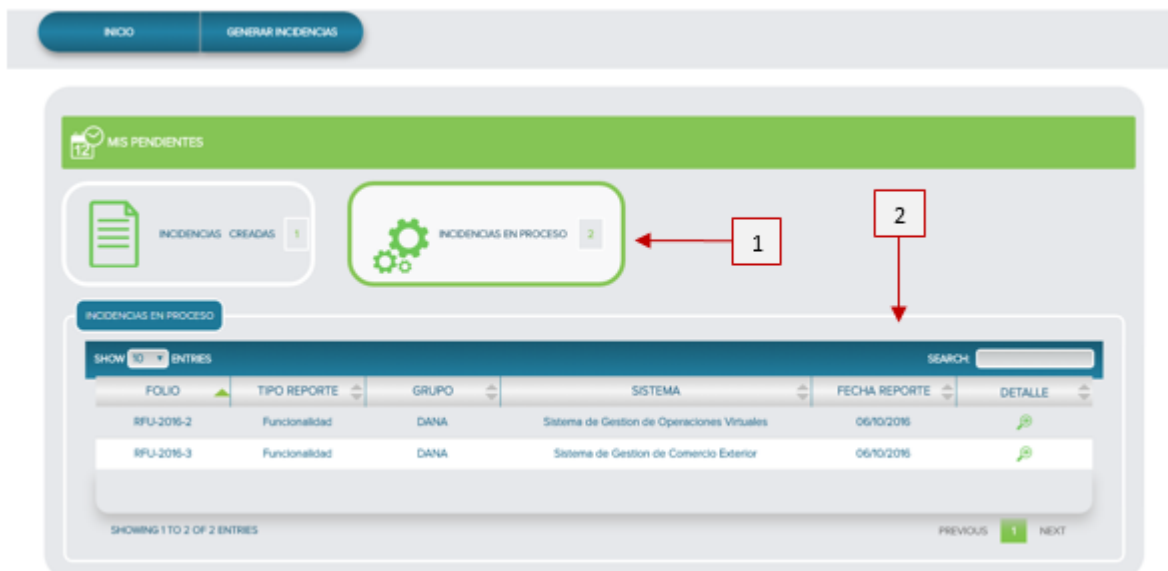 INICIO GENERAR INCIDENCIAS
12 MIS PENDIENTES
INCIDENCIAS CREADAS 1
INCIDENCIAS EN PROCESO 2
1
2
INCIDENCIAS EN PROCESO
SHOW 10 ENTRIES SEARCH:
FOLIO TIPO REPORTE GRUPO SISTEMA FECHA REPORTE DETALLE
RFU-2016-2 Funcionalidad DANA Sistema de Gestion de Operaciones Virtuales 06/10/2016
RFU-2016-3 Funcionalidad DANA Sistema de Gestion de Comercio Exterior 06/10/2016
SHOWING 1 TO 2 OF 2 ENTRIES PREVIOUS 1 NEXT